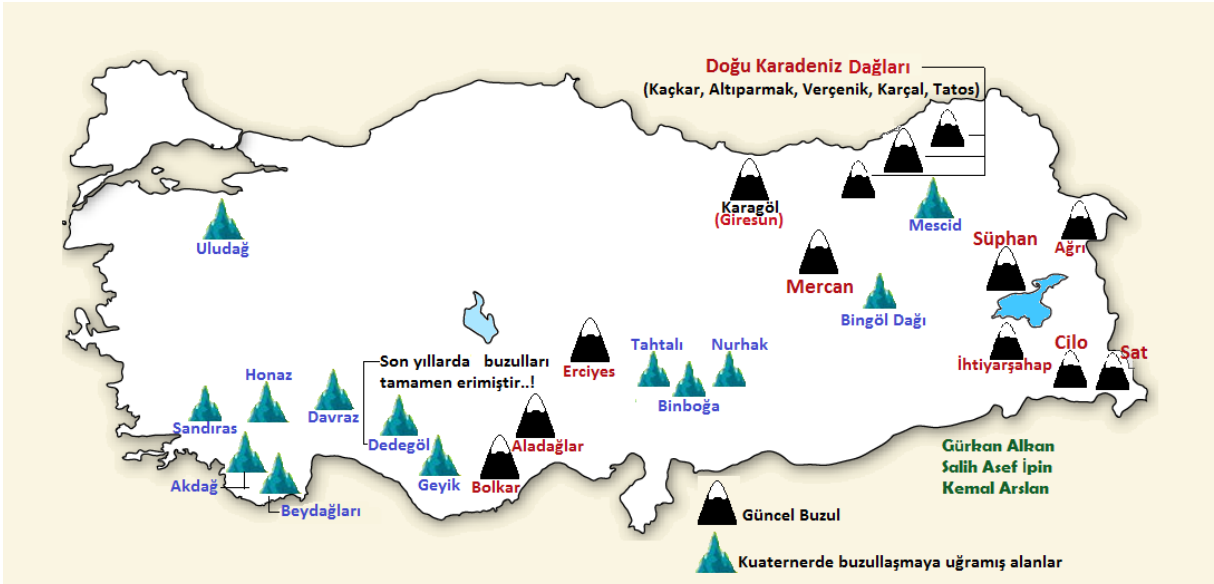 Doğu Karadeniz Dağları
(Kaçkar, Altıparmak, Verçenik, Karçal, Tatos)
Karagöl
(Giresun)
Mescid
Uludağ
Süphan
Ağrı
Mercan
Bingöl Dağı
Son yıllarda buzulları
tamamen erimiştir..!
Erciyes
Tahtalı
Nurhak
Binboğa
İhtiyarşahap
Cilo
Sat
Honaz
Davraz
Sandıras
Dedegöl
Aladağlar
Geyik
Bolkar
Akdağ
Beydağları
Gürkan Alkan
Salih Asef İpin
Kemal Arslan
Güncel Buzul
Kuaternerde buzullaşmaya uğramış alanlar